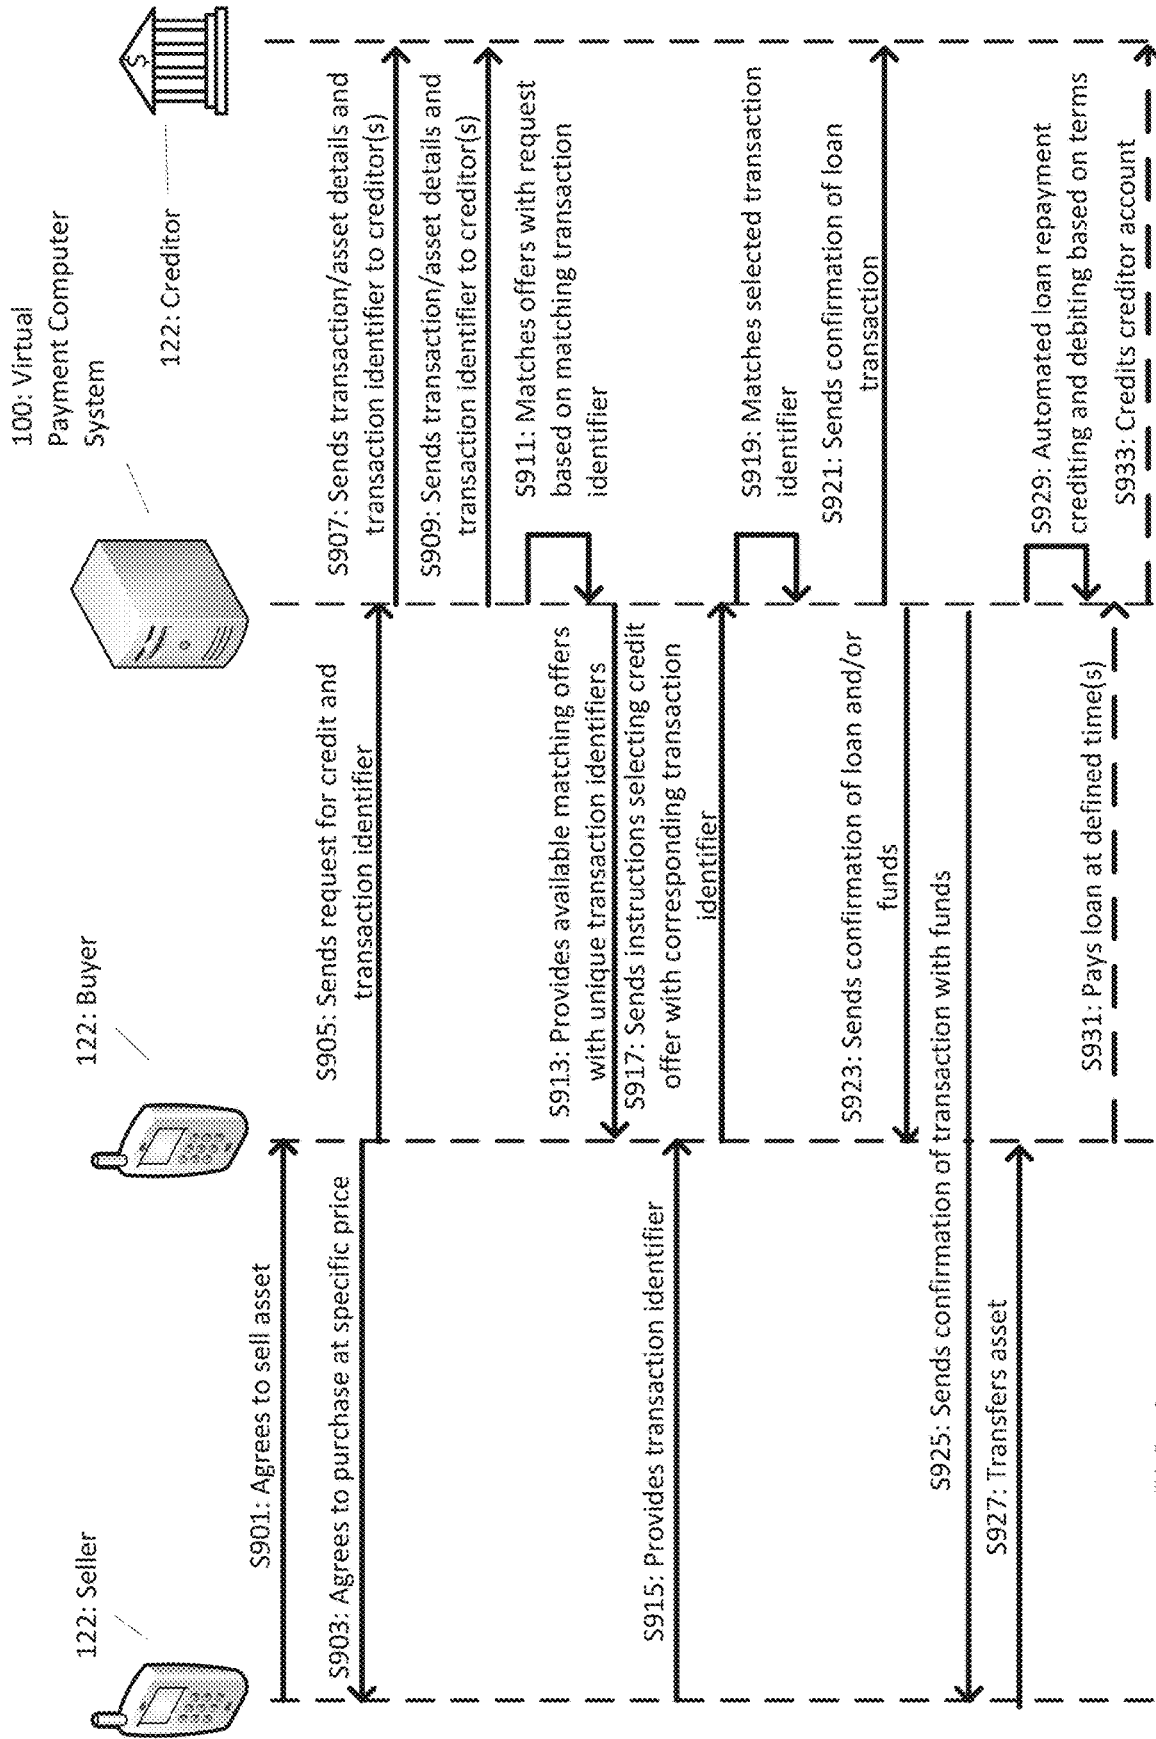 122: Seller
122: Buyer
100: Virtual
Payment Computer
System
122: Creditor
S901: Agrees to sell asset
S903: Agrees to purchase at specific price
S905: Sends request for credit and
transaction identifier
S907: Sends transaction/asset details and
transaction identifier to creditor(s)
S909: Sends transaction/asset details and
transaction identifier to creditor(s)
S911: Matches offers with request
based on matching transaction
identifier
S913: Provides available matching offers
with unique transaction identifiers
S915: Provides transaction identifier
S917: Sends instructions selecting credit
offer with corresponding transaction
identifier
S919: Matches selected transaction
identifier
S921: Sends confirmation of loan
transaction
S923: Sends confirmation of loan and/or
funds
S925: Sends confirmation of transaction with funds
S927: Transfers asset
S929: Automated loan repayment
crediting and debiting based on terms
S931: Pays loan at defined time(s)
S933: Credits creditor account